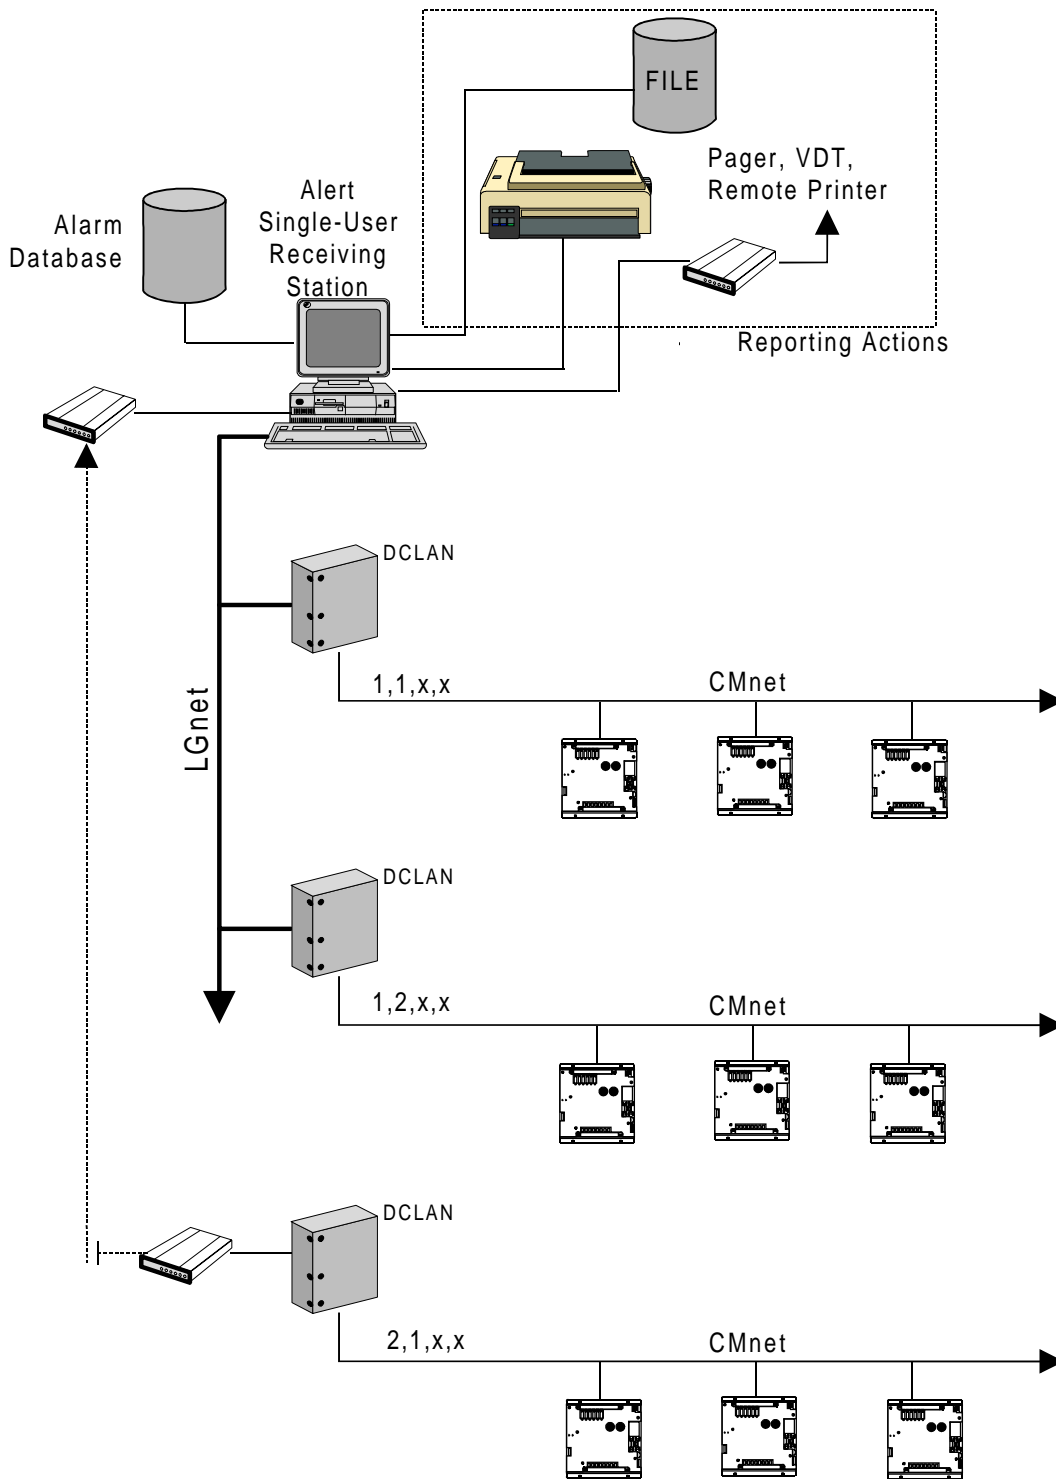 FILE
Pager, VDT,
Remote Printer
Alarm
Database
Alert
Single-User
Receiving
Station
Reporting Actions
DCLAN
1,1,x,x
CMnet
LGnet
DCLAN
1,2,x,x
CMnet
DCLAN
2,1,x,x
CMnet